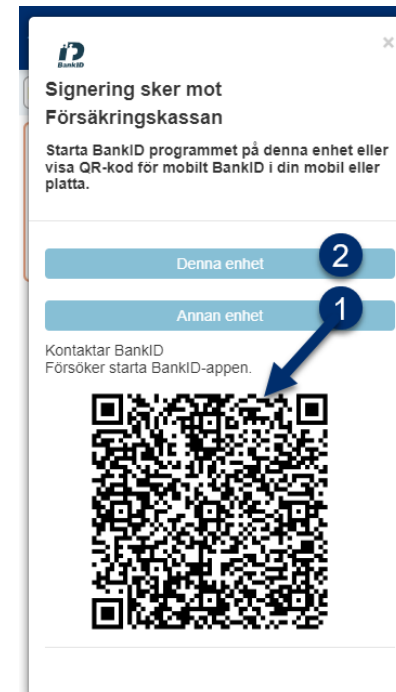 BankID
×
Signering sker mot
Försäkringskassan
Starta BankID programmet på denna enhet eller
visa QR-kod för mobilt BankID i din mobil eller
platta.
Denna enhet 2
Annan enhet 1
Kontaktar BankID
Försöker starta BankID-appen.